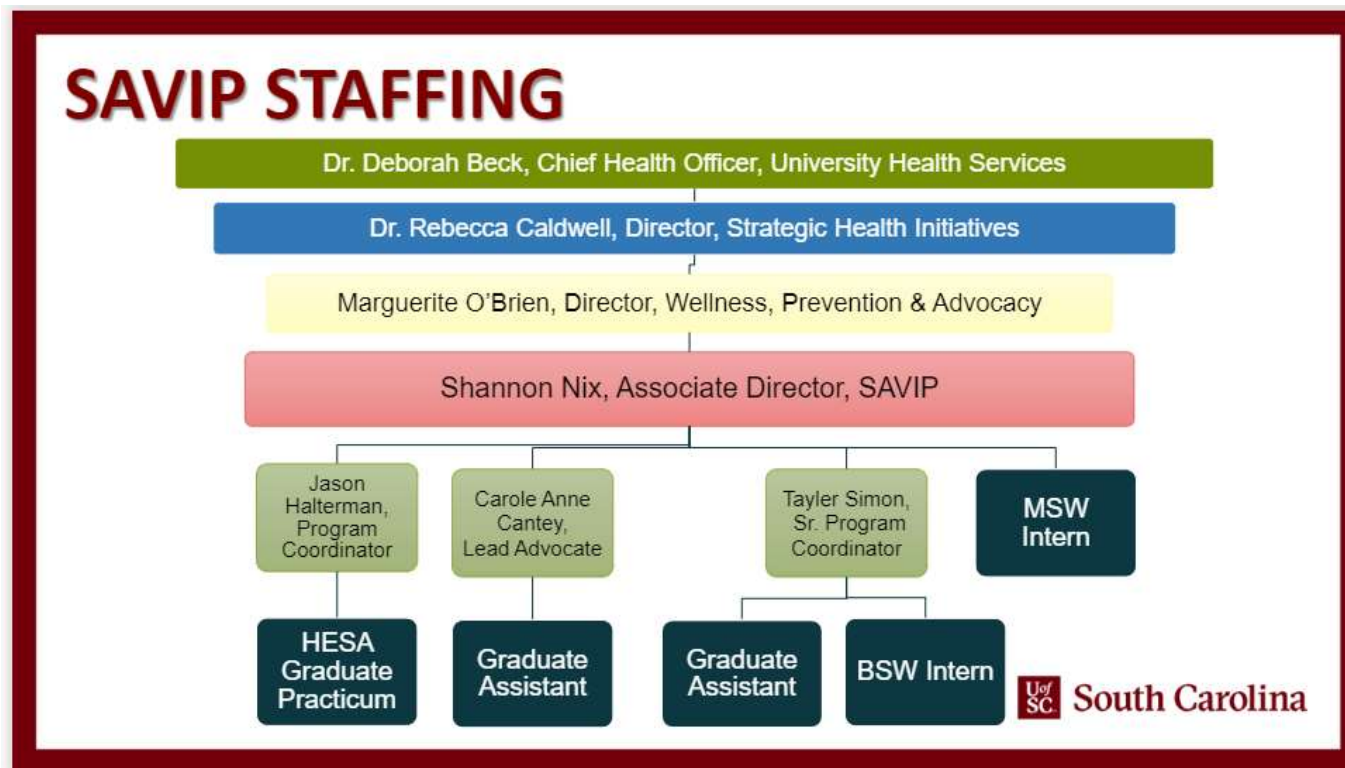 SAVIP STAFFING
Dr. Deborah Beck, Chief Health Officer, University Health Services
Dr. Rebecca Caldwell, Director, Strategic Health Initiatives
Marguerite O'Brien, Director, Wellness, Prevention & Advocacy
Shannon Nix, Associate Director, SAVIP
Jason
Halterman,
Program
Coordinator
Carole Anne
Cantey,
Lead Advocate
Tayler Simon,
Sr. Program
Coordinator
MSW
Intern
HESA
Graduate
Practicum
Graduate
Assistant
Graduate
Assistant
BSW Intern
U of
SC
South Carolina